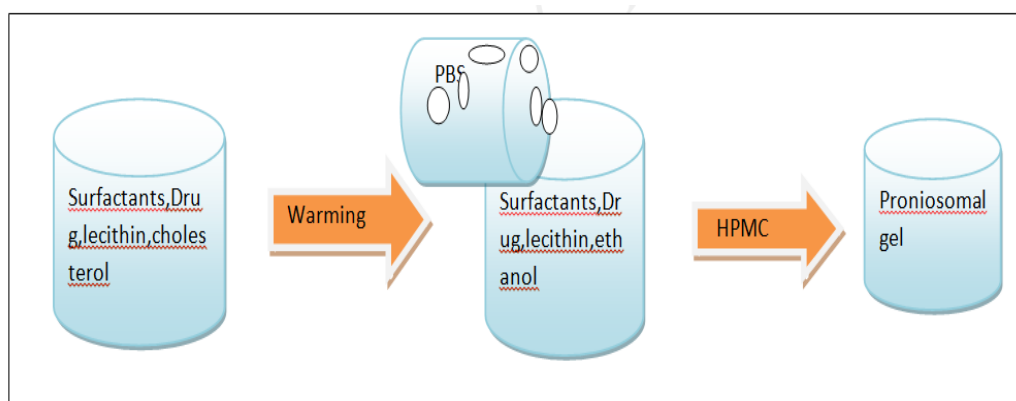 Surfactants,Dru
g,lecithin,choles
terol
Warming
PBS
Surfactants,Dr
ug,lecithin,eth
anol
HPMC
Proniosomal
gel